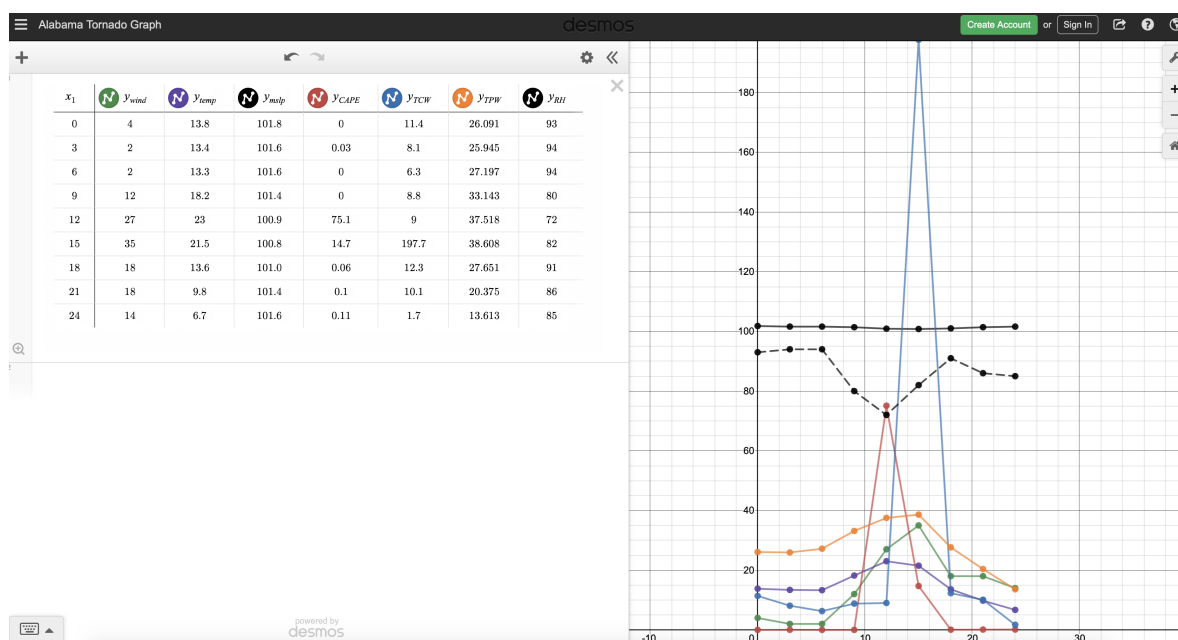 Alabama Tornado Graph
desmos
Create Account or Sign In
x1 ywind ytemp ymslp yCAPE yTCW yTPW yRH
0 4 13.8 101.8 0 11.4 26.091 93
3 2 13.4 101.6 0.03 8.1 25.945 94
6 2 13.3 101.6 0 6.3 27.197 94
9 12 18.2 101.4 0 8.8 33.143 80
12 27 23 100.9 75.1 9 37.518 72
15 35 21.5 100.8 14.7 197.7 38.608 82
18 18 13.6 101.0 0.06 12.3 27.651 91
21 18 9.8 101.4 0.1 10.1 20.375 86
24 14 6.7 101.6 0.11 1.7 13.613 85
powered by
desmos
180
160
140
120
100
80
60
40
20
-10 0 10 20 30